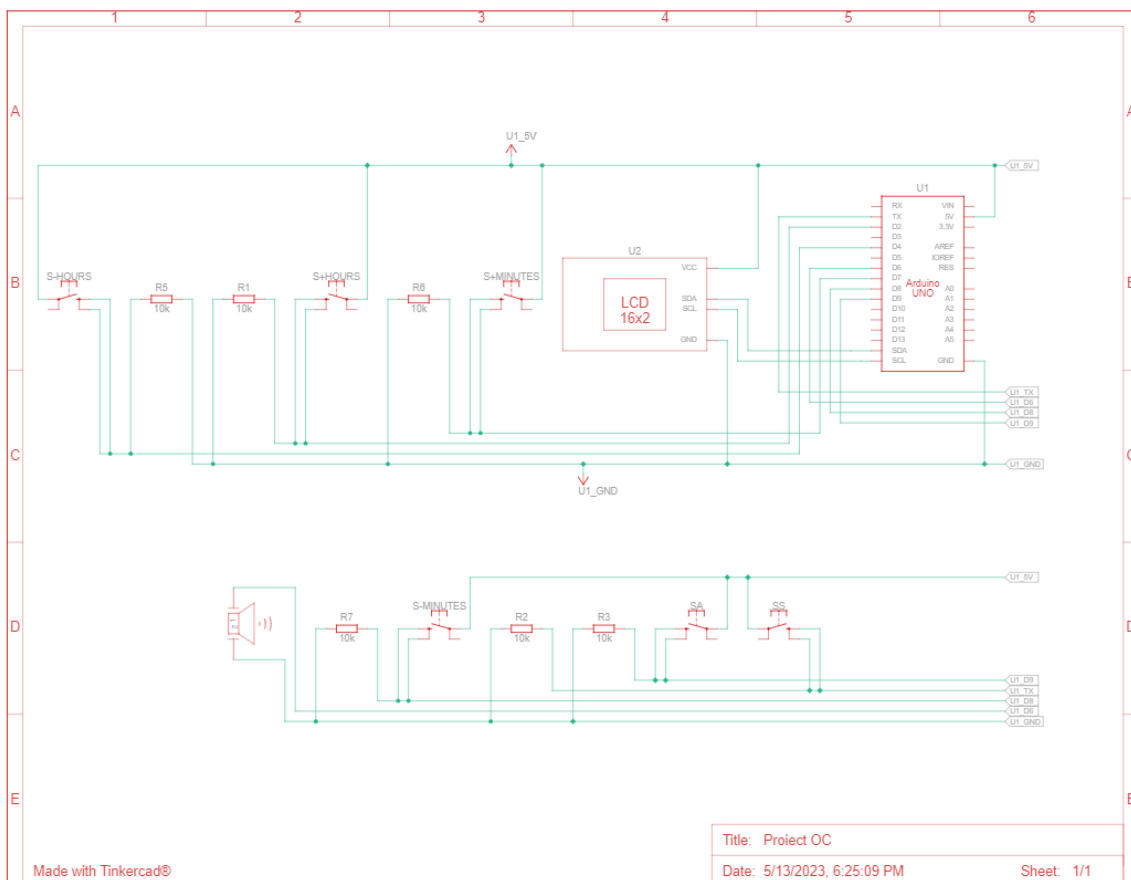 1 2 3 4 5 6
A A
U1_5V
U1_5V
U1
RX VIN
TX 5V
D2 3.3V
D3
D4 AREF
D5 IOREF
D6 RES
D7
Arduino
UNO
D8 A0
D9 A1
D10 A2
D11 A3
D12 A4
D13 A5
SDA
SCL GND
B
U2
VCC
SDA
SCL
GND
LCD
16x2
S-HOURS
R5
10k
R1
10k
S+HOURS
R6
10k
S+MINUTES
U1_TX
U1_D6
U1_D8
U1_D9
C
U1_GND
U1_GND
U1_5V
D D
R7
10k
S-MINUTES
R2
10k
R3
10k
SA
SS
U1_D9
U1_TX
U1_D8
U1_D6
U1_GND
E
Title: Proiect OC
Made with Tinkercad®
Date: 5/13/2023, 6:25:09 PM Sheet: 1/1